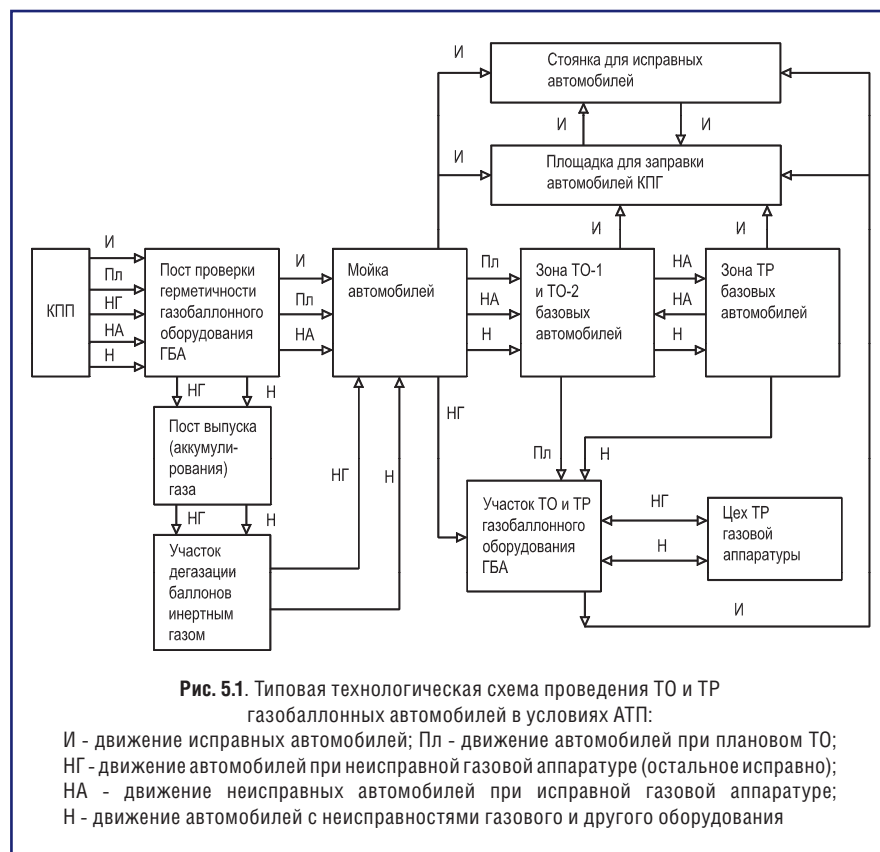 И
Стоянка для исправных
автомобилей
И
И
И
Площадка для заправки
автомобилей КПГ
И
И
И
Пл
НГ
НА
Н
КПП
Пост проверки
герметичности
газобаллонного
оборудования
ГБА
И
Пл
НА
Мойка
автомобилей
Пл
НА
Н
Зона ТО-1
и ТО-2
базовых
автомобилей
НА
НА
Н
Зона ТР
базовых
автомобилей
НГ
Н
Пост выпуска
(аккумули-
рования)
газа
НГ
Н
Участок
дегазации
баллонов
инертным
газом
НГ
Н
НГ
Пл
Н
Участок ТО и ТР
газобаллонного
оборудования
ГБА
НГ
Н
Цех ТР
газовой
аппаратуры
И
Рис. 5.1. Типовая технологическая схема проведения ТО и ТР
газобаллонных автомобилей в условиях АТП:
И - движение исправных автомобилей; Пл - движение автомобилей при плановом ТО;
НГ - движение автомобилей при неисправной газовой аппаратуре (остальное исправно);
НА - движение неисправных автомобилей при исправной газовой аппаратуре;
Н - движение автомобилей с неисправностями газового и другого оборудования